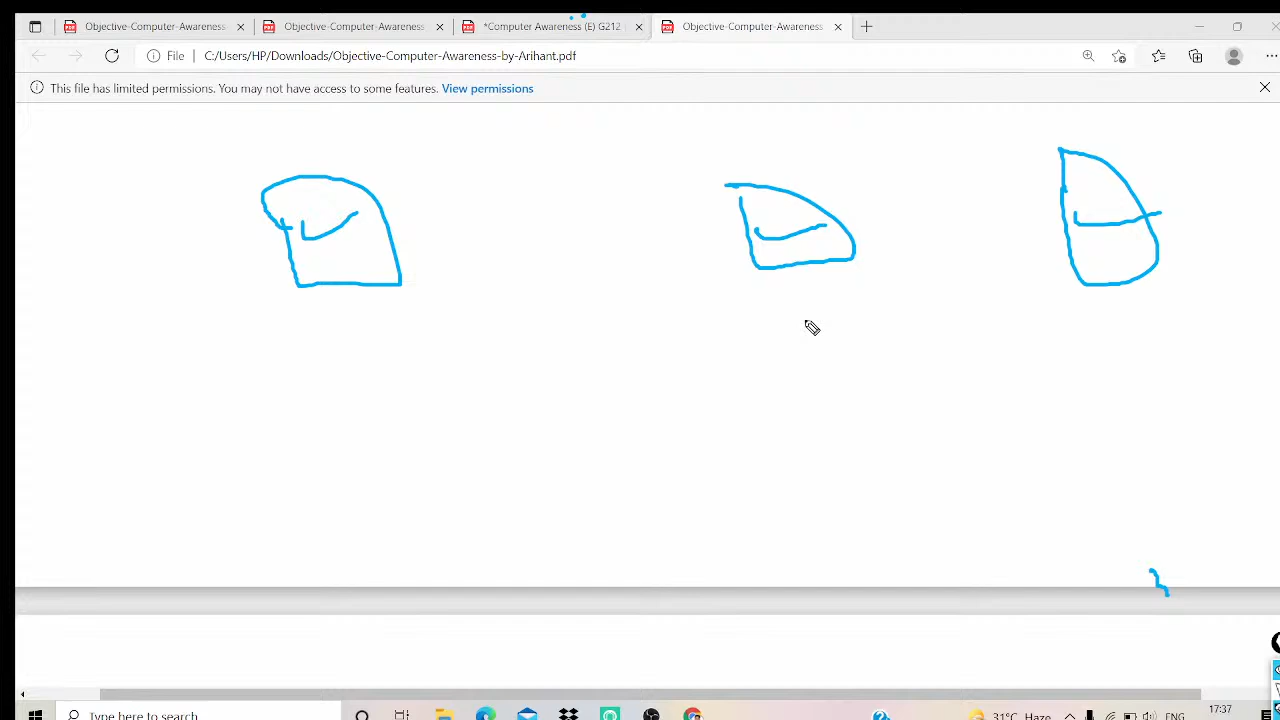 Objective-Computer-Awareness Objective-Computer-Awareness *Computer Awareness (E) G212 Objective-Computer-Awareness
File C:/Users/HP/Downloads/Objective-Computer-Awareness-by-Arihant.pdf
This file has limited permissions. You may not have access to some features. View permissions
17:37
Type here to search 31°C Haze ENG